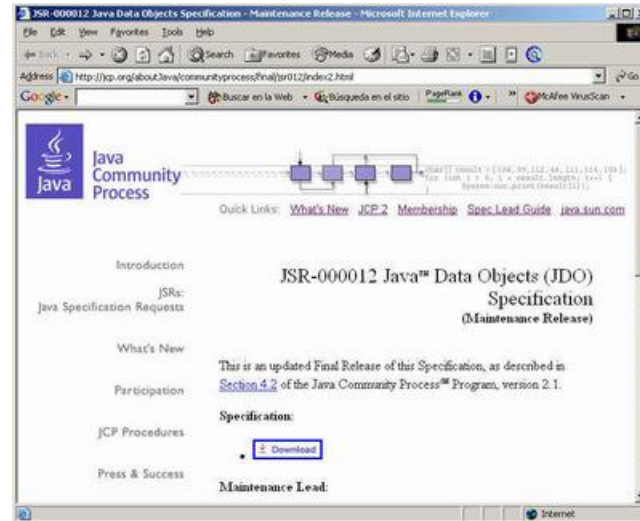 JSR-000012 Java Data Objects Specification - Maintenance Release - Microsoft Internet Explorer
File Edit View Favorites Tools Help
Back Search Favorites Media
Address http://jcp.org/aboutJava/communityprocess/final/jsr012/index2.html Go
Google Buscar en la Web Búsqueda en el sitio PageRank McAfee VirusScan
Java
Java
Community
Process
Quick Links: What's New JCP 2 Membership Spec Lead Guide java.sun.com
Introduction
JSRs:
Java Specification Requests
What's New
Participation
JCP Procedures
Press & Success
JSR-000012 Java™ Data Objects (JDO)
Specification
(Maintenance Release)
This is an updated Final Release of this Specification, as described in
Section 4.2 of the Java Community Process℠ Program, version 2.1.
Specification:
• Download
Maintenance Lead:
Internet